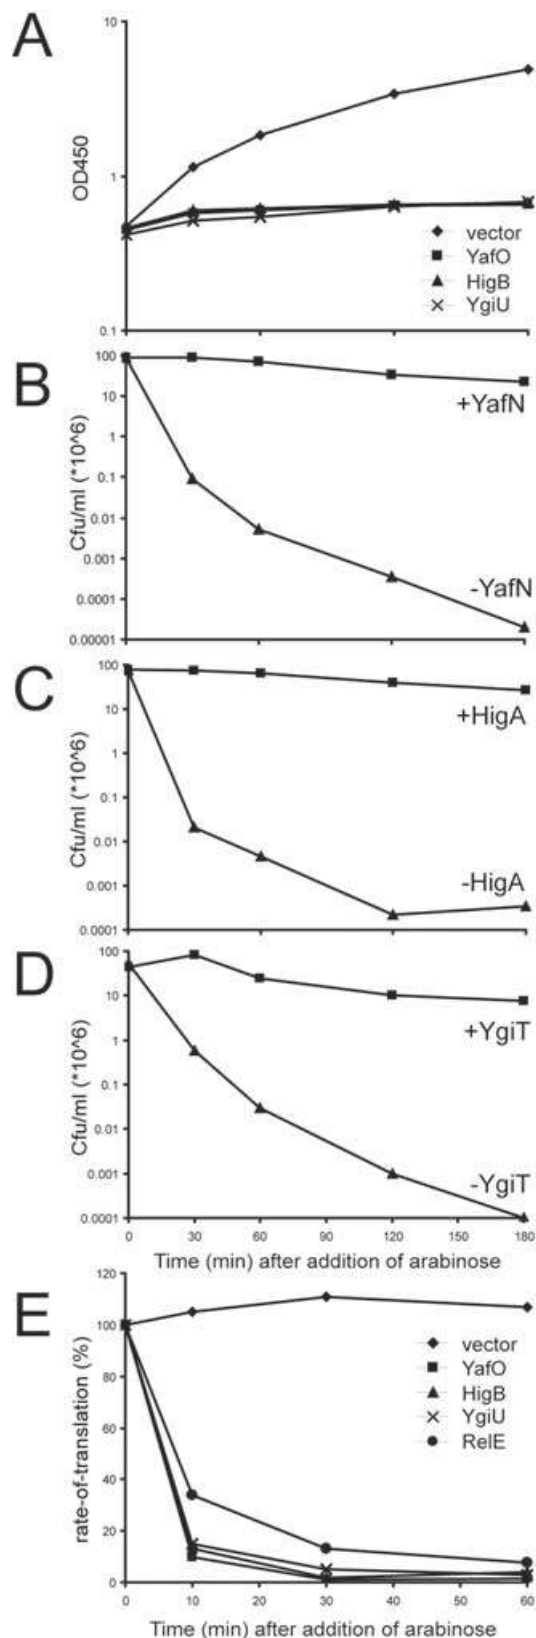 A
10
1
0.1
OD450
vector
YafO
HigB
YgiU
B
100
10
1
0.1
0.01
0.001
0.0001
0.00001
Cfu/ml (*10^6)
+YafN
-YafN
C
100
10
1
0.1
0.01
0.001
0.0001
Cfu/ml (*10^6)
+HigA
-HigA
D
100
10
1
0.1
0.01
0.001
0.0001
Cfu/ml (*10^6)
+YgiT
-YgiT
0 30 60 90 120 150 180
Time (min) after addition of arabinose
E
120
100
80
60
40
20
0
rate-of-translation (%)
vector
YafO
HigB
YgiU
RelE
0 10 20 30 40 50 60
Time (min) after addition of arabinose